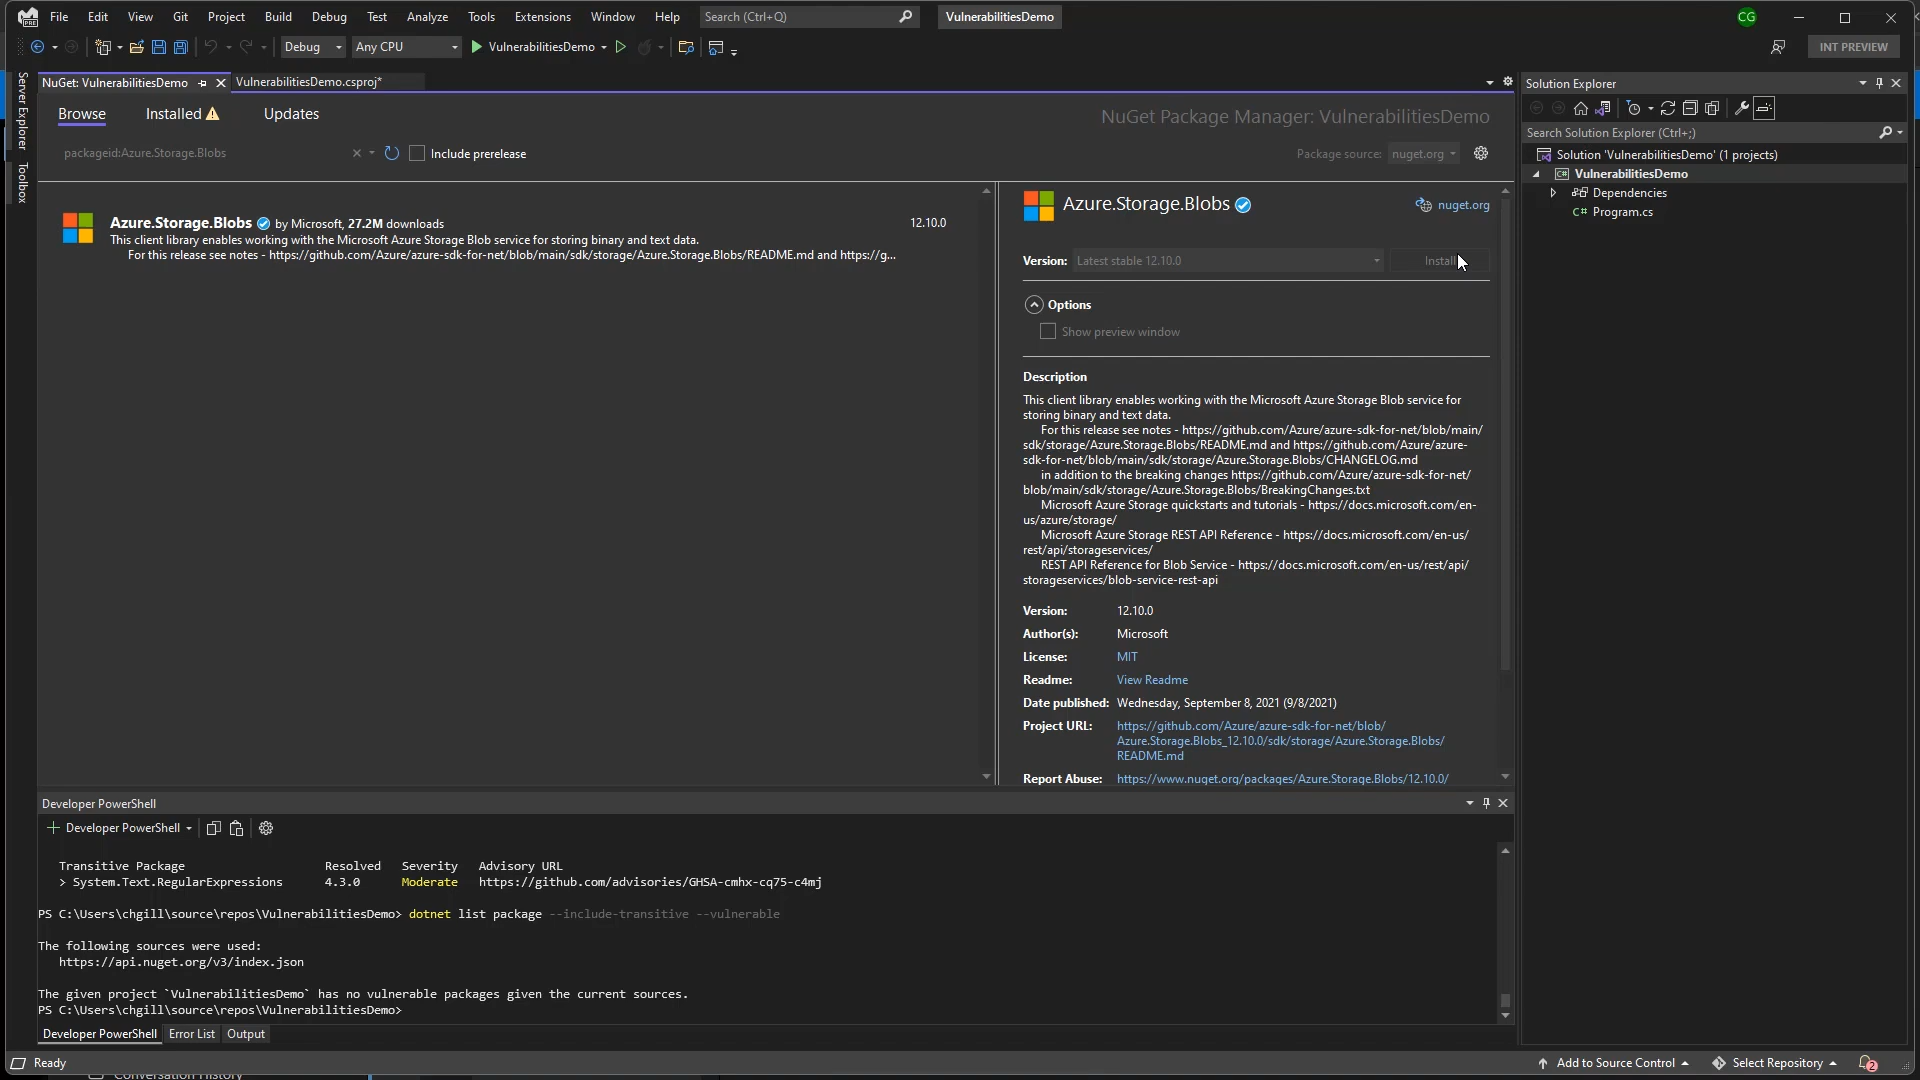 File Edit View Git Project Build Debug Test Analyze Tools Extensions Window Help Search (Ctrl+Q) VulnerabilitiesDemo CG
PRE
Debug Any CPU VulnerabilitiesDemo INT PREVIEW
Server Explorer
Toolbox
NuGet: VulnerabilitiesDemo VulnerabilitiesDemo.csproj*
Browse Installed Updates NuGet Package Manager: VulnerabilitiesDemo
packageid:Azure.Storage.Blobs Include prerelease Package source: nuget.org
Azure.Storage.Blobs by Microsoft, 27.2M downloads 12.10.0
This client library enables working with the Microsoft Azure Storage Blob service for storing binary and text data.
For this release see notes - https://github.com/Azure/azure-sdk-for-net/blob/main/sdk/storage/Azure.Storage.Blobs/README.md and https://g...
Azure.Storage.Blobs nuget.org
Version: Latest stable 12.10.0 Install
Options
Show preview window
Description
This client library enables working with the Microsoft Azure Storage Blob service for
storing binary and text data.
For this release see notes - https://github.com/Azure/azure-sdk-for-net/blob/main/
sdk/storage/Azure.Storage.Blobs/README.md and https://github.com/Azure/azure-
sdk-for-net/blob/main/sdk/storage/Azure.Storage.Blobs/CHANGELOG.md
in addition to the breaking changes https://github.com/Azure/azure-sdk-for-net/
blob/main/sdk/storage/Azure.Storage.Blobs/BreakingChanges.txt
Microsoft Azure Storage quickstarts and tutorials - https://docs.microsoft.com/en-
us/azure/storage/
Microsoft Azure Storage REST API Reference - https://docs.microsoft.com/en-us/
rest/api/storageservices/
REST API Reference for Blob Service - https://docs.microsoft.com/en-us/rest/api/
storageservices/blob-service-rest-api
Version: 12.10.0
Author(s): Microsoft
License: MIT
Readme: View Readme
Date published: Wednesday, September 8, 2021 (9/8/2021)
Project URL: https://github.com/Azure/azure-sdk-for-net/blob/
Azure.Storage.Blobs_12.10.0/sdk/storage/Azure.Storage.Blobs/
README.md
Report Abuse: https://www.nuget.org/packages/Azure.Storage.Blobs/12.10.0/
Solution Explorer
Search Solution Explorer (Ctrl+;)
Solution 'VulnerabilitiesDemo' (1 projects)
C# VulnerabilitiesDemo
Dependencies
C# Program.cs
Developer PowerShell
Developer PowerShell
Transitive Package Resolved Severity Advisory URL
> System.Text.RegularExpressions 4.3.0 Moderate https://github.com/advisories/GHSA-cmhx-cq75-c4mj
PS C:\Users\chgill\source\repos\VulnerabilitiesDemo> dotnet list package --include-transitive --vulnerable
The following sources were used:
https://api.nuget.org/v3/index.json
The given project `VulnerabilitiesDemo` has no vulnerable packages given the current sources.
PS C:\Users\chgill\source\repos\VulnerabilitiesDemo>
Developer PowerShell Error List Output
Ready Add to Source Control Select Repository 2
Conversation History